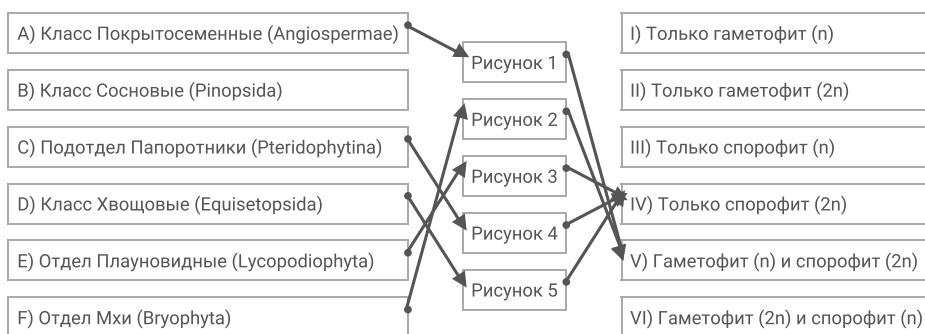 A) Класс Покрытосеменные (Angiospermae)
B) Класс Сосновые (Pinopsida)
C) Подотдел Папоротники (Pteridophytina)
D) Класс Хвощовые (Equisetopsida)
E) Отдел Плауновидные (Lycopodiophyta)
F) Отдел Мхи (Bryophyta)
Рисунок 1
Рисунок 2
Рисунок 3
Рисунок 4
Рисунок 5
I) Только гаметофит (n)
II) Только гаметофит (2n)
III) Только спорофит (n)
IV) Только спорофит (2n)
V) Гаметофит (n) и спорофит (2n)
VI) Гаметофит (2n) и спорофит (n)